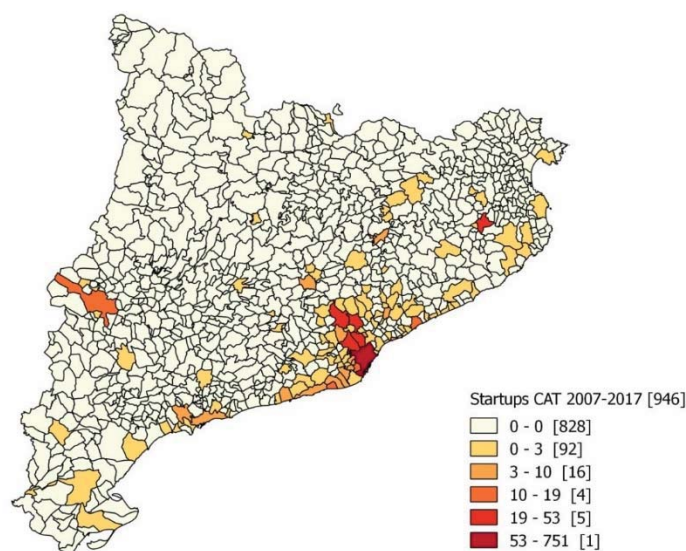 Startups CAT 2007-2017 [946]
0 - 0 [828]
0 - 3 [92]
3 - 10 [16]
10 - 19 [4]
19 - 53 [5]
53 - 751 [1]